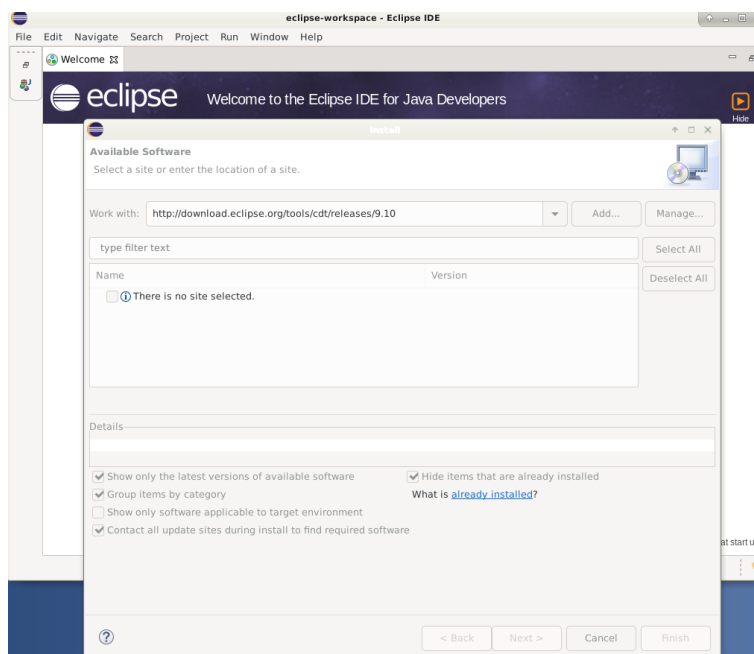 eclipse-workspace - Eclipse IDE
File Edit Navigate Search Project Run Window Help
Welcome
eclipse Welcome to the Eclipse IDE for Java Developers
Hide
Install
Available Software
Select a site or enter the location of a site.
Work with: http://download.eclipse.org/tools/cdt/releases/9.10 Add... Manage...
type filter text Select All
Name Version Deselect All
There is no site selected.
Details
Show only the latest versions of available software Hide items that are already installed
Group items by category What is already installed?
Show only software applicable to target environment
Contact all update sites during install to find required software
at start u
< Back Next > Cancel Finish